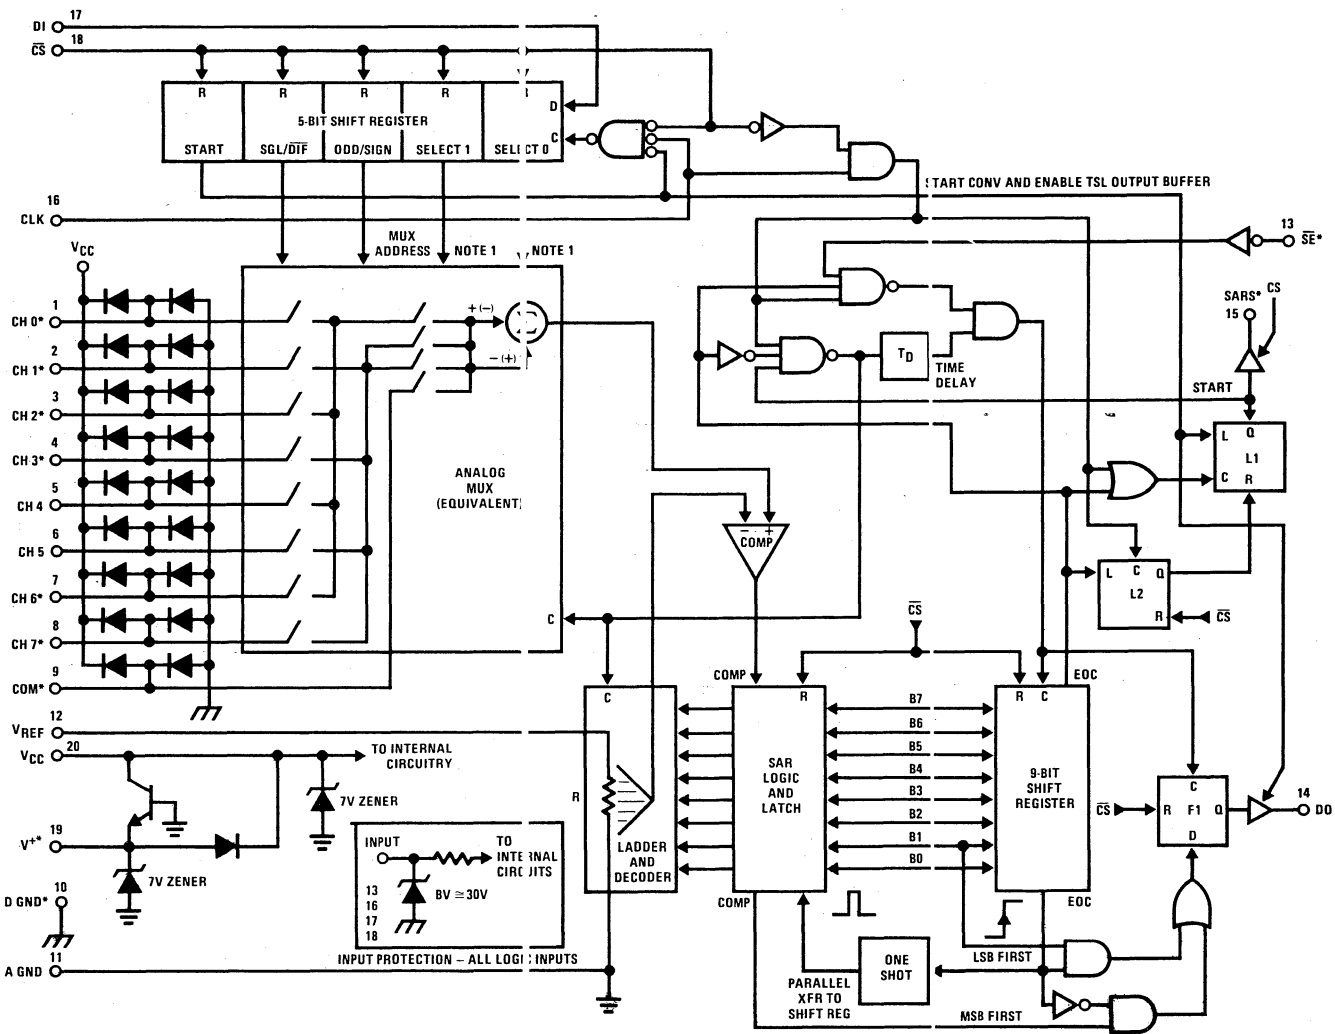 DI 17
CS 18
R R R R
D
5-BIT SHIFT REGISTER
C
START SGL/DIF ODD/SIGN SELECT 1 SELECT 0
START CONV AND ENABLE TSL OUTPUT BUFFER
CLK 16
MUX ADDRESS NOTE 1 NOTE 1
13 SE*
VCC
SARS* CS
15
1 CH 0*
+(-)
2 CH 1*
-(+)
TD
TIME DELAY
START
3 CH 2*
4 CH 3*
L Q
L1
C R
ANALOG
MUX
(EQUIVALENT)
5 CH 4
6 CH 5
- +
COMP
7 CH 6*
L C Q
L2
R CS
8 CH 7*
C
CS
9 COM*
COMP
EOC
C
R
R C
12 VREF
B7
B6
20 VCC
TO INTERNAL
CIRCUITRY
B5
B4
B3
B2
B1
B0
SAR
LOGIC
AND
LATCH
9-BIT
SHIFT
REGISTER
R
7V ZENER
CS
R C F1 Q
D
14 DO
19 V+*
7V ZENER
INPUT
TO
INTERNAL
CIRCUITS
13
16
17
18
BV ≅ 30V
LADDER
AND
DECODER
COMP
EOC
10 D GND*
INPUT PROTECTION – ALL LOGIC INPUTS
11 A GND
ONE
SHOT
LSB FIRST
PARALLEL
XFR TO
SHIFT REG
MSB FIRST